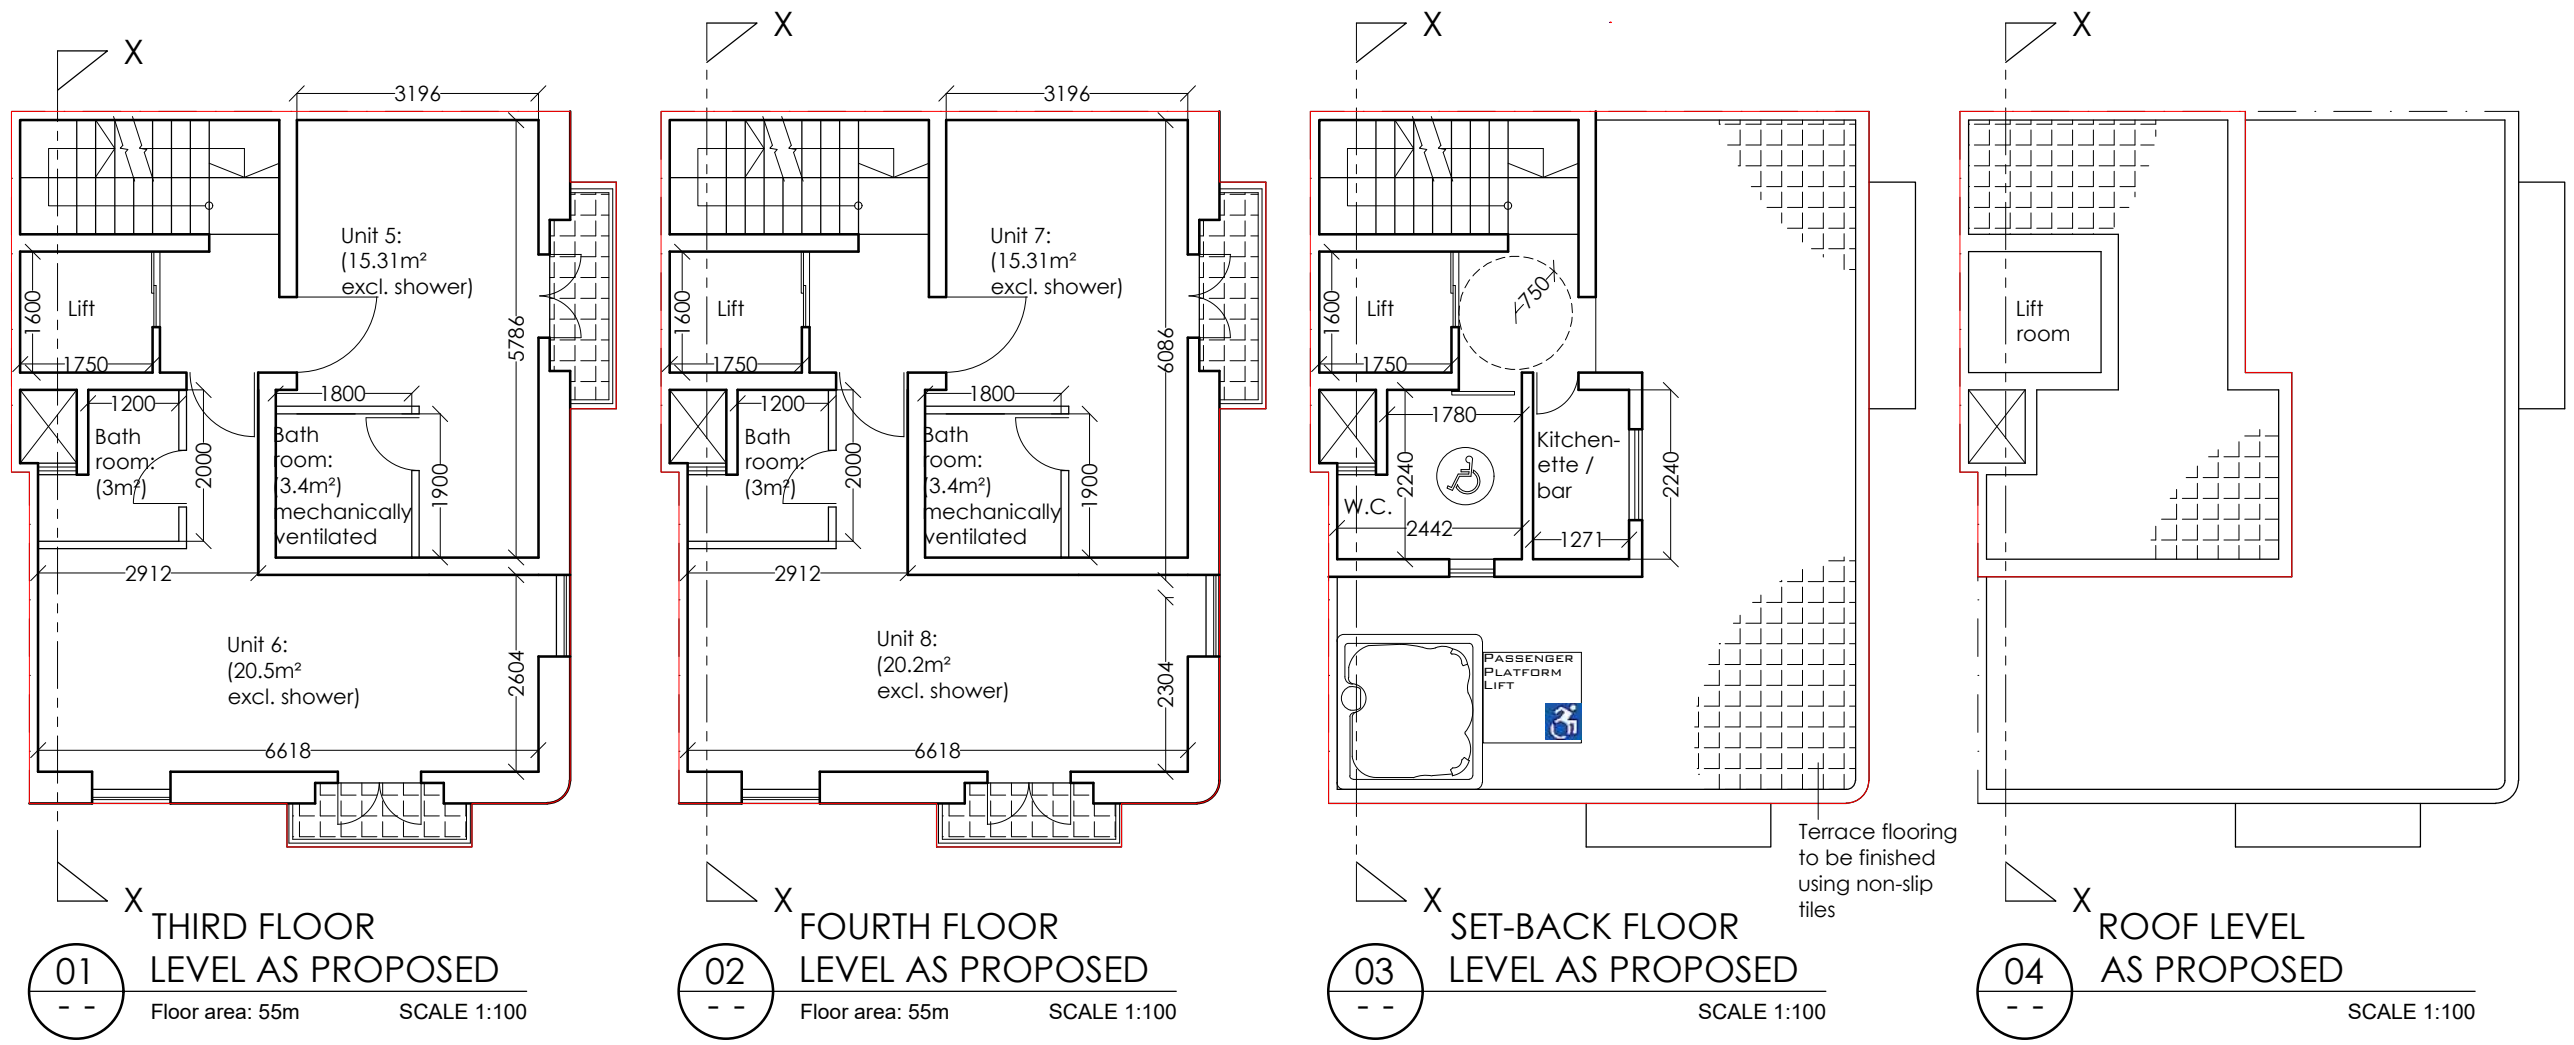 X
3196
Unit 5:
(15.31m²
excl. shower)
Lift
1600
1750
5786
1800
1200
Bath
room:
(3m²)
2000
Bath
room:
(3.4m²)
mechanically
ventilated
1900
2912
Unit 6:
(20.5m²
excl. shower)
2604
6618
X
01
- -
THIRD FLOOR
LEVEL AS PROPOSED
Floor area: 55m
SCALE 1:100
X
3196
Unit 7:
(15.31m²
excl. shower)
Lift
1600
1750
6086
1800
1200
Bath
room:
(3m²)
2000
Bath
room:
(3.4m²)
mechanically
ventilated
1900
2912
Unit 8:
(20.2m²
excl. shower)
2304
6618
X
02
- -
FOURTH FLOOR
LEVEL AS PROPOSED
Floor area: 55m
SCALE 1:100
X
Lift
1600
1750
750
1780
2240
W.C.
2442
Kitchen-
ette /
bar
2240
1271
PASSENGER
PLATFORM
LIFT
Terrace flooring
to be finished
using non-slip
tiles
X
03
- -
SET-BACK FLOOR
LEVEL AS PROPOSED
SCALE 1:100
X
Lift
room
X
04
- -
ROOF LEVEL
AS PROPOSED
SCALE 1:100